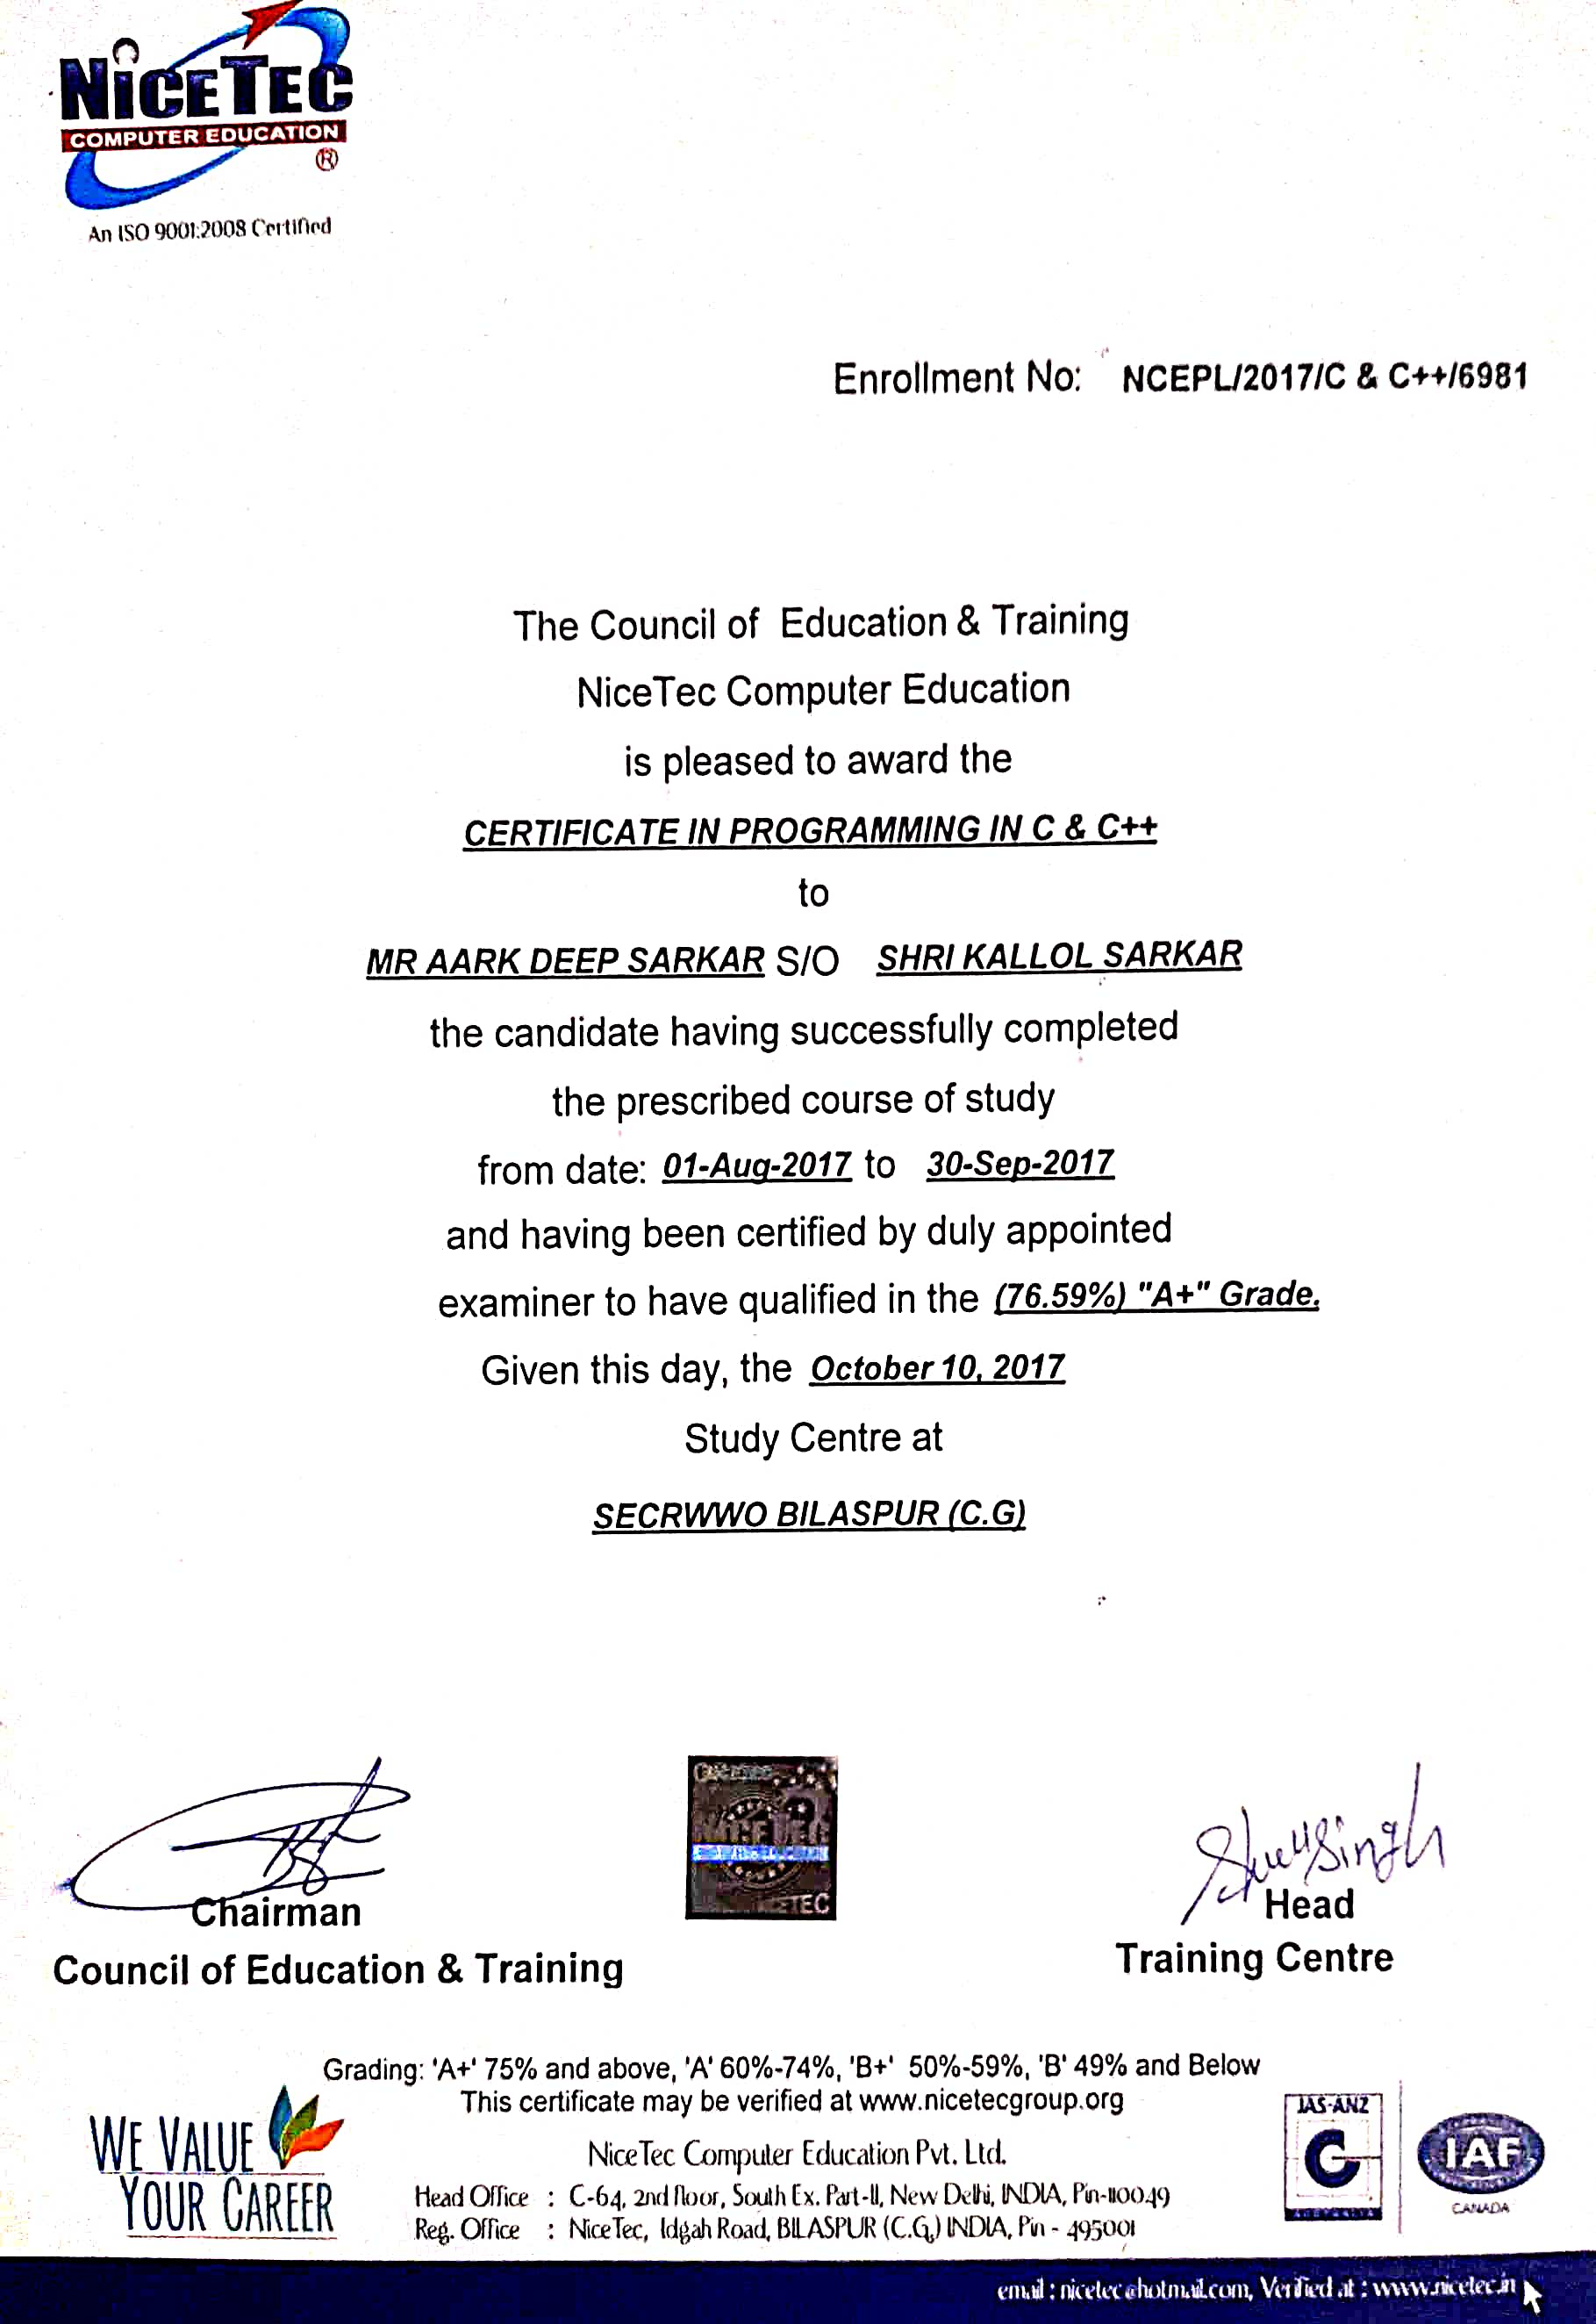 NiceTec
COMPUTER EDUCATION
®
An ISO 9001:2008 Certified
Enrollment No: NCEPL/2017/C & C++/6981
The Council of Education & Training
NiceTec Computer Education
is pleased to award the
CERTIFICATE IN PROGRAMMING IN C & C++
to
MR AARK DEEP SARKAR S/O SHRI KALLOL SARKAR
the candidate having successfully completed
the prescribed course of study
from date: 01-Aug-2017 to 30-Sep-2017
and having been certified by duly appointed
examiner to have qualified in the (76.59%) "A+" Grade.
Given this day, the October 10, 2017
Study Centre at
SECRWWO BILASPUR (C.G)
NICETEC
Singh
Chairman
Council of Education & Training
Head
Training Centre
Grading: 'A+' 75% and above, 'A' 60%-74%, 'B+' 50%-59%, 'B' 49% and Below
This certificate may be verified at www.nicetecgroup.org
NiceTec Computer Education Pvt. Ltd.
Head Office : C-64, 2nd floor, South Ex. Part-II, New Delhi, INDIA, Pin-110049
Reg. Office : NiceTec, Idgah Road, BILASPUR (C.G.) INDIA, Pin - 495001
WE VALUE
YOUR CAREER
JAS-ANZ
IAF
CANADA
email : nicetec@hotmail.com, Verified at : www.nicetec.in